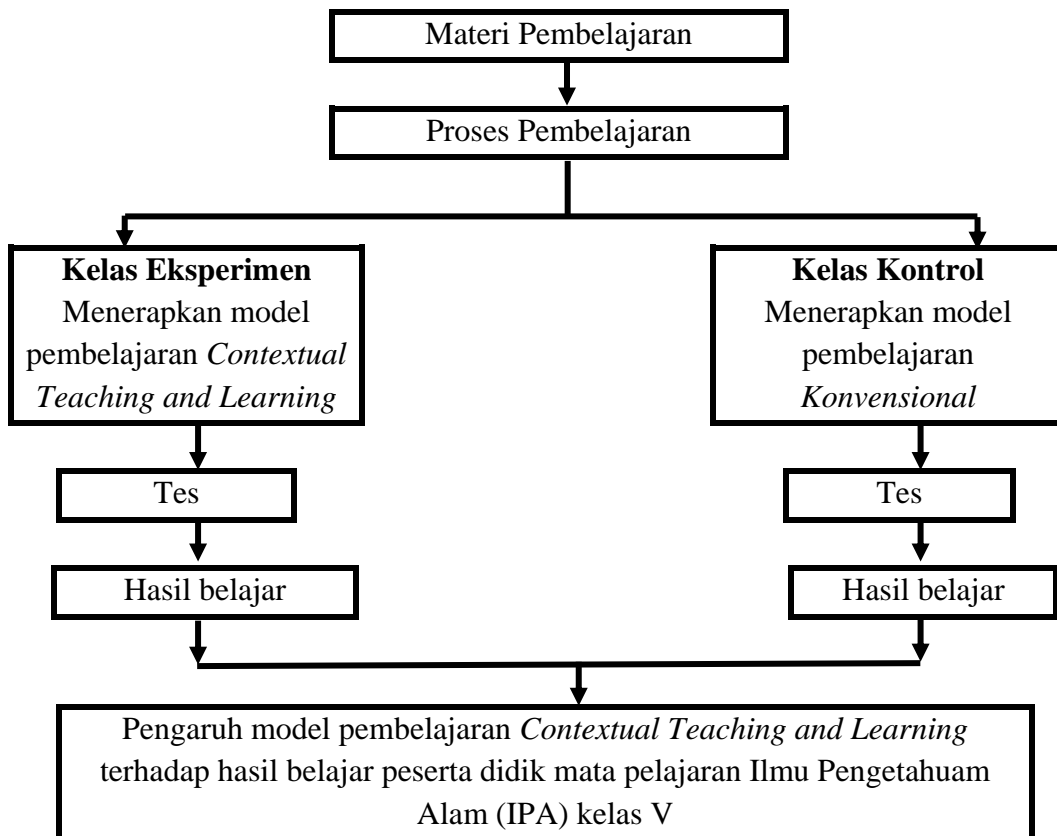 Materi Pembelajaran
Proses Pembelajaran
Kelas Eksperimen
Menerapkan model
pembelajaran Contextual
Teaching and Learning
Kelas Kontrol
Menerapkan model
pembelajaran
Konvensional
Tes
Tes
Hasil belajar
Hasil belajar
Pengaruh model pembelajaran Contextual Teaching and Learning
terhadap hasil belajar peserta didik mata pelajaran Ilmu Pengetahuam
Alam (IPA) kelas V